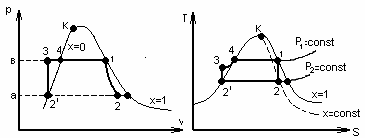 p
K
3 4 x=0 1
в
a
2' 2 x=1
v
T
K
P₁=const
4 1
3 P₂=const
2' 2 x=1
x=const
S